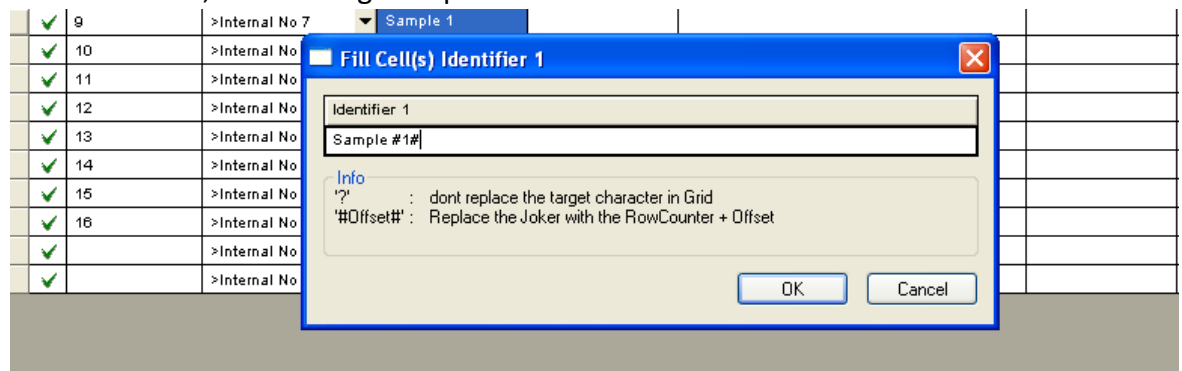 9 >Internal No 7 Sample 1
10 >Internal No
11 >Internal No
12 >Internal No
13 >Internal No
14 >Internal No
15 >Internal No
16 >Internal No
>Internal No
>Internal No
Fill Cell(s) Identifier 1
Identifier 1
Sample #1#
Info
'?' : dont replace the target character in Grid
'#Offset#' : Replace the Joker with the RowCounter + Offset
OK Cancel